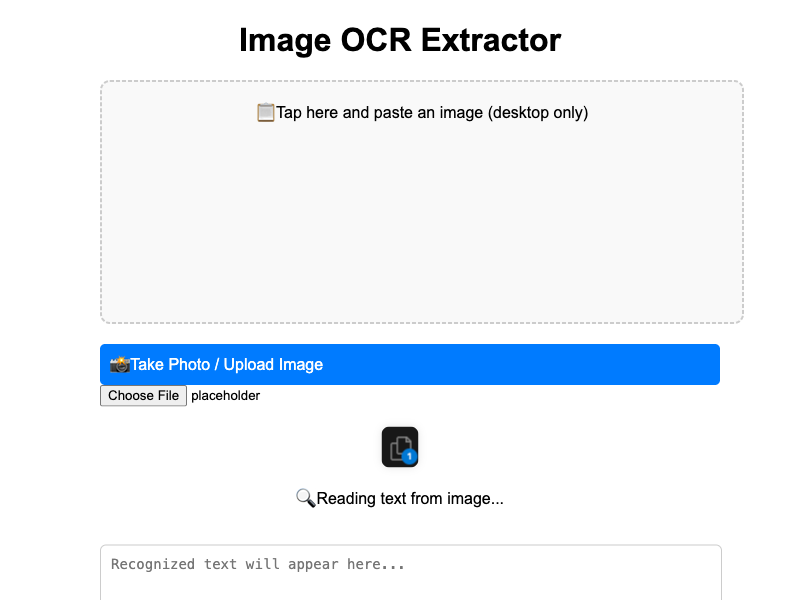 Image OCR Extractor
📋Tap here and paste an image (desktop only)
📸Take Photo / Upload Image
Choose File placeholder
1
🔍Reading text from image...
Recognized text will appear here...